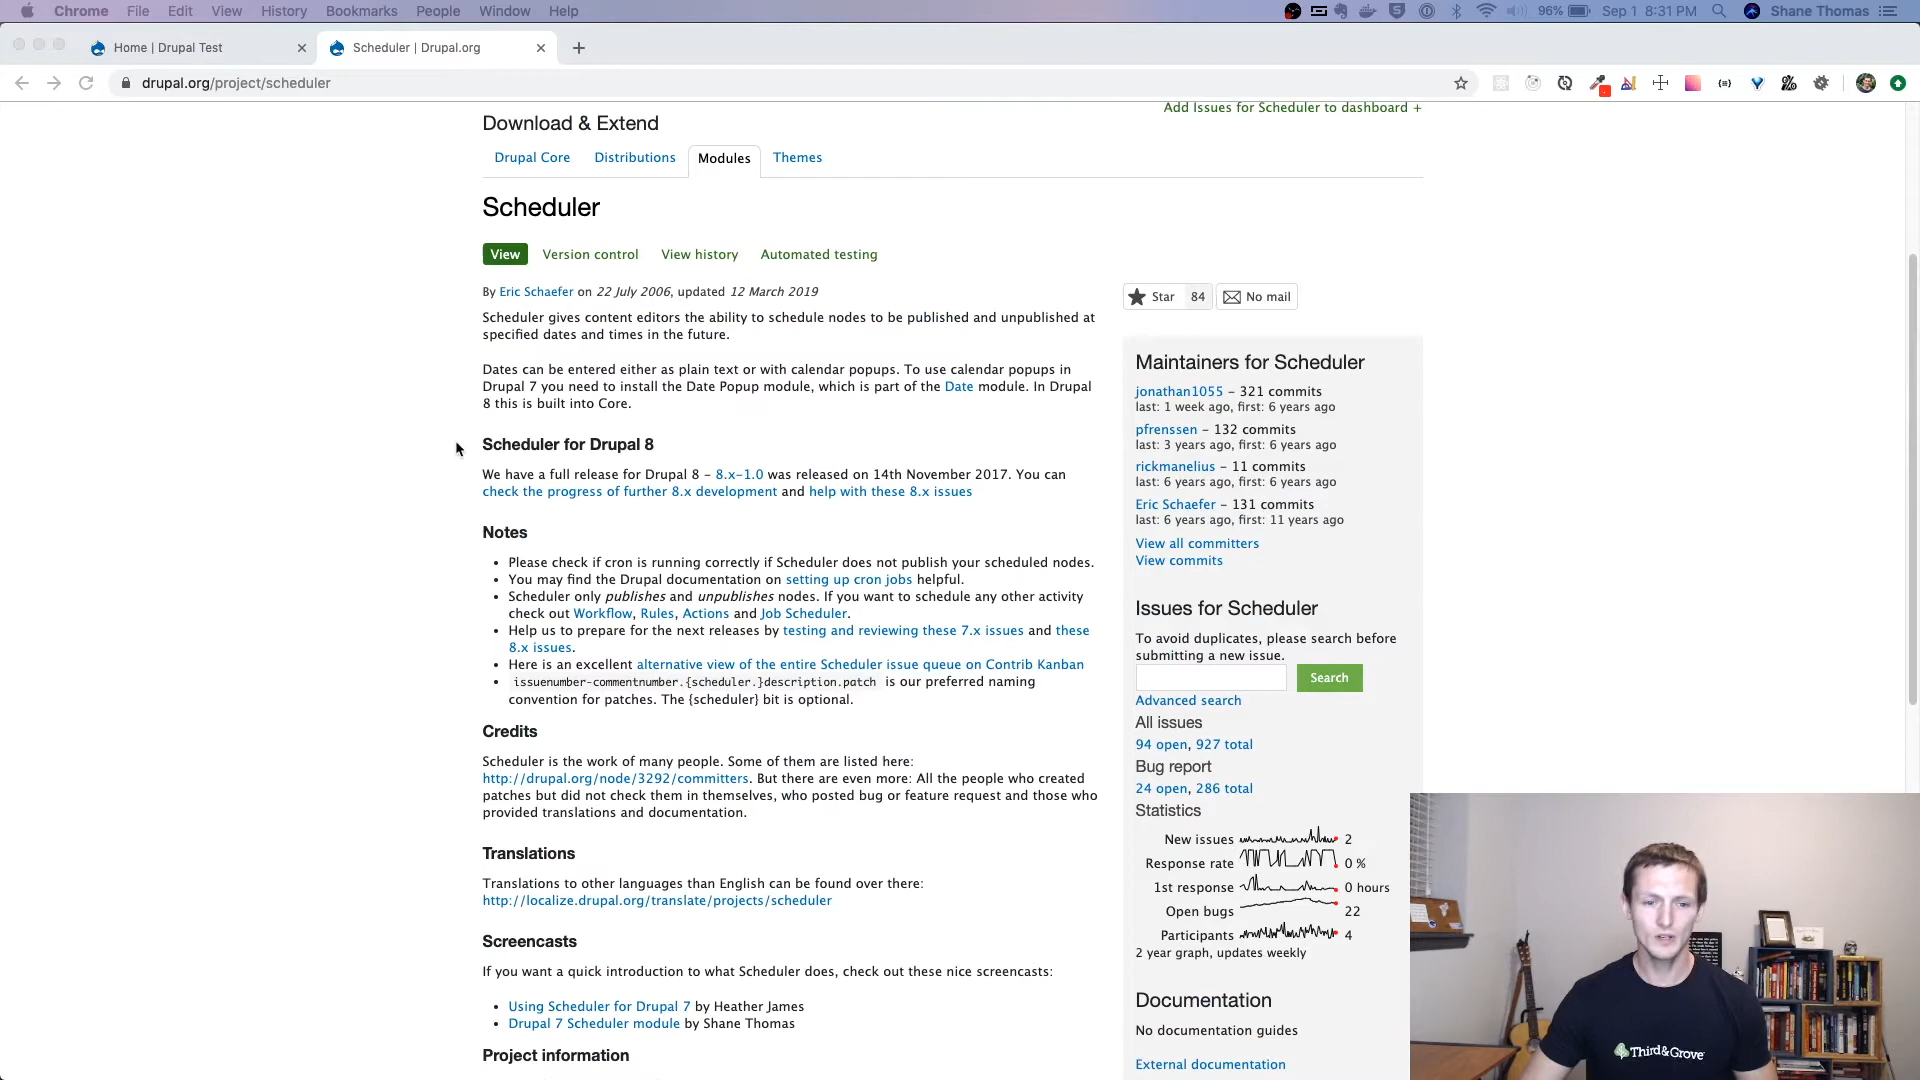 Chrome File Edit View History Bookmarks People Window Help
96% Sep 1 8:31 PM Shane Thomas
Home | Drupal Test
Scheduler | Drupal.org
drupal.org/project/scheduler
Add Issues for Scheduler to dashboard +
Download & Extend
Drupal Core Distributions Modules Themes
Scheduler
View Version control View history Automated testing
By Eric Schaefer on 22 July 2006, updated 12 March 2019
Scheduler gives content editors the ability to schedule nodes to be published and unpublished at
specified dates and times in the future.
Dates can be entered either as plain text or with calendar popups. To use calendar popups in
Drupal 7 you need to install the Date Popup module, which is part of the Date module. In Drupal
8 this is built into Core.
Scheduler for Drupal 8
We have a full release for Drupal 8 - 8.x-1.0 was released on 14th November 2017. You can
check the progress of further 8.x development and help with these 8.x issues
Notes
• Please check if cron is running correctly if Scheduler does not publish your scheduled nodes.
• You may find the Drupal documentation on setting up cron jobs helpful.
• Scheduler only publishes and unpublishes nodes. If you want to schedule any other activity
check out Workflow, Rules, Actions and Job Scheduler.
• Help us to prepare for the next releases by testing and reviewing these 7.x issues and these
8.x issues.
• Here is an excellent alternative view of the entire Scheduler issue queue on Contrib Kanban
• issuenumber-commentnumber.{scheduler.}description.patch is our preferred naming
convention for patches. The {scheduler} bit is optional.
Credits
Scheduler is the work of many people. Some of them are listed here:
http://drupal.org/node/3292/committers. But there are even more: All the people who created
patches but did not check them in themselves, who posted bug or feature request and those who
provided translations and documentation.
Translations
Translations to other languages than English can be found over there:
http://localize.drupal.org/translate/projects/scheduler
Screencasts
If you want a quick introduction to what Scheduler does, check out these nice screencasts:
• Using Scheduler for Drupal 7 by Heather James
• Drupal 7 Scheduler module by Shane Thomas
Project information
Star 84 No mail
Maintainers for Scheduler
jonathan1055 – 321 commits
last: 1 week ago, first: 6 years ago
pfrenssen – 132 commits
last: 3 years ago, first: 6 years ago
rickmanelius – 11 commits
last: 6 years ago, first: 6 years ago
Eric Schaefer – 131 commits
last: 6 years ago, first: 11 years ago
View all committers
View commits
Issues for Scheduler
To avoid duplicates, please search before
submitting a new issue.
Search
Advanced search
All issues
94 open, 927 total
Bug report
24 open, 286 total
Statistics
New issues 2
Response rate 0 %
1st response 0 hours
Open bugs 22
Participants 4
2 year graph, updates weekly
Documentation
No documentation guides
External documentation
Third&Grove